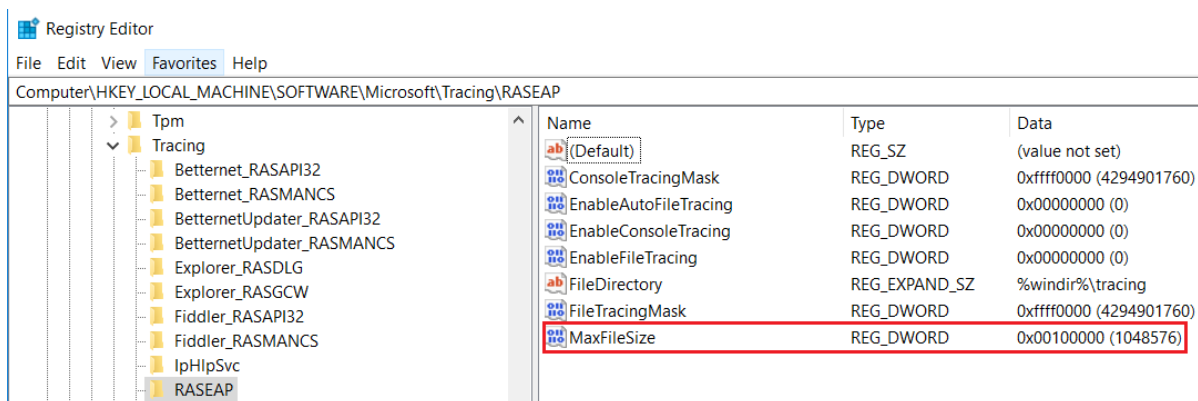 Registry Editor
File Edit View Favorites Help
Computer\HKEY_LOCAL_MACHINE\SOFTWARE\Microsoft\Tracing\RASEAP
Tpm
Tracing
Betternet_RASAPI32
Betternet_RASMANCS
BetternetUpdater_RASAPI32
BetternetUpdater_RASMANCS
Explorer_RASDLG
Explorer_RASGCW
Fiddler_RASAPI32
Fiddler_RASMANCS
IpHlpSvc
RASEAP
Name Type Data
(Default) REG_SZ (value not set)
ConsoleTracingMask REG_DWORD 0xffff0000 (4294901760)
EnableAutoFileTracing REG_DWORD 0x00000000 (0)
EnableConsoleTracing REG_DWORD 0x00000000 (0)
EnableFileTracing REG_DWORD 0x00000000 (0)
FileDirectory REG_EXPAND_SZ %windir%\tracing
FileTracingMask REG_DWORD 0xffff0000 (4294901760)
MaxFileSize REG_DWORD 0x00100000 (1048576)